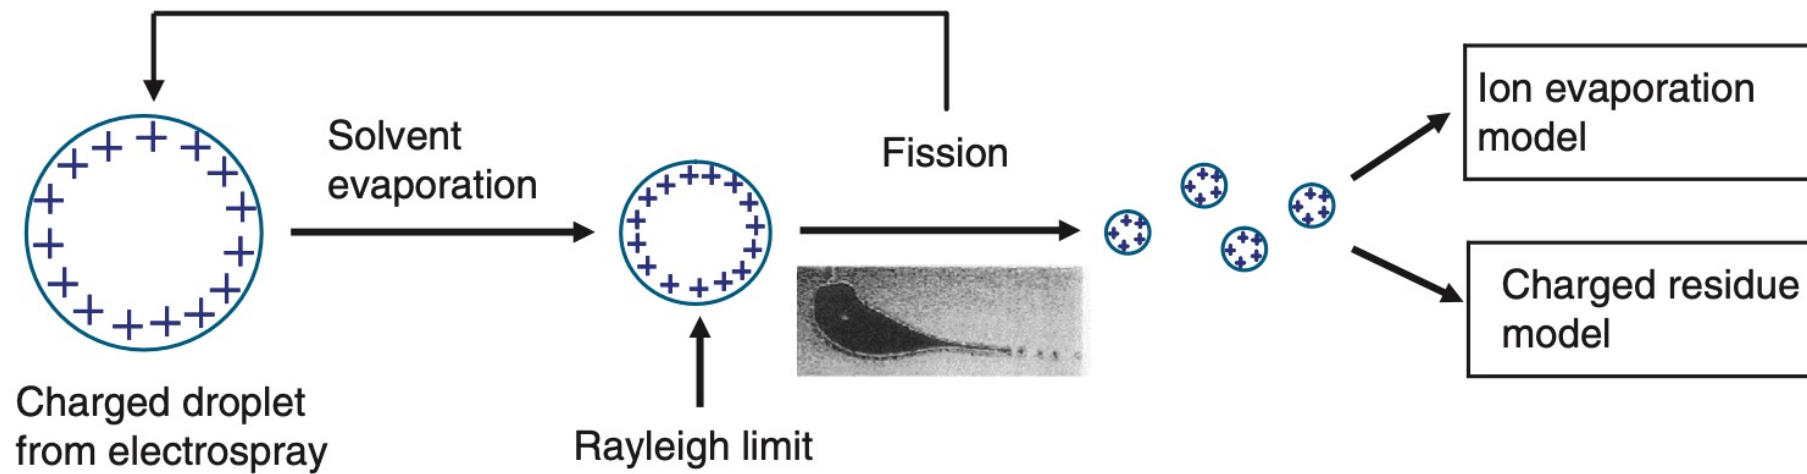 Solvent
evaporation
Fission
Ion evaporation
model
Charged residue
model
Charged droplet
from electrospray
Rayleigh limit